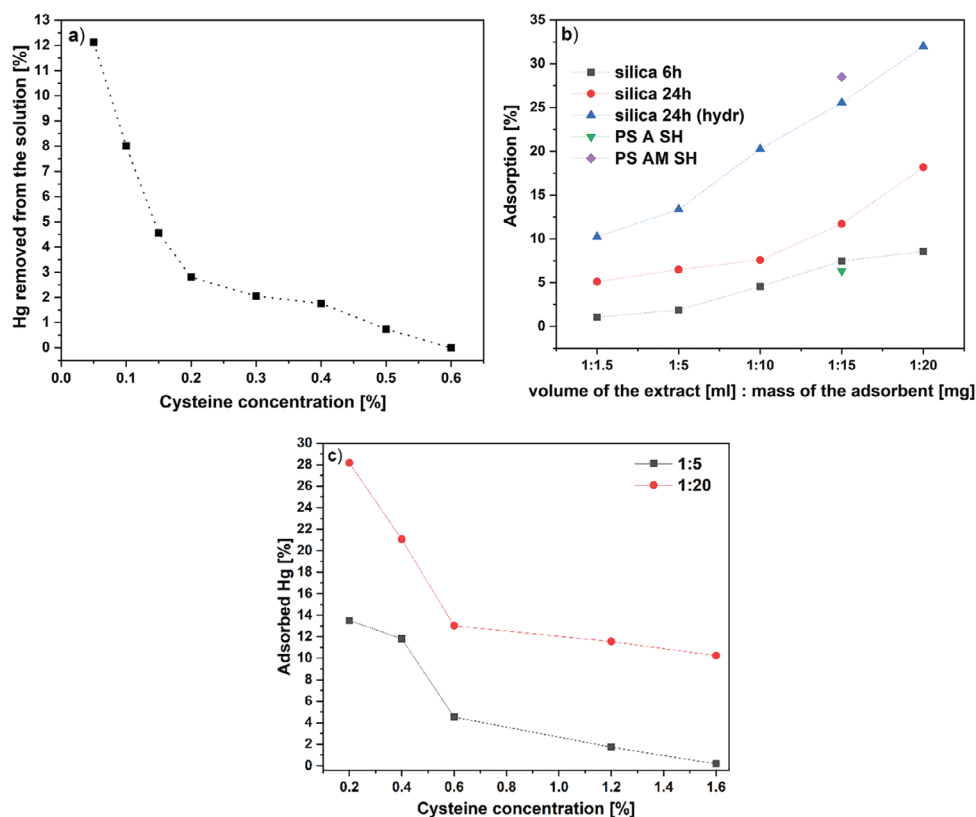 a)
Hg removed from the solution [%]
13
12
11
10
9
8
7
6
5
4
3
2
1
0
0.0 0.1 0.2 0.3 0.4 0.5 0.6
Cysteine concentration [%]
b)
Adsorption [%]
35
30
25
20
15
10
5
0
silica 6h
silica 24h
silica 24h (hydr)
PS A SH
PS AM SH
1:1.5 1:5 1:10 1:15 1:20
volume of the extract [ml] : mass of the adsorbent [mg]
c)
Adsorbed Hg [%]
30
28
26
24
22
20
18
16
14
12
10
8
6
4
2
0
1:5
1:20
0.2 0.4 0.6 0.8 1.0 1.2 1.4 1.6
Cysteine concentration [%]